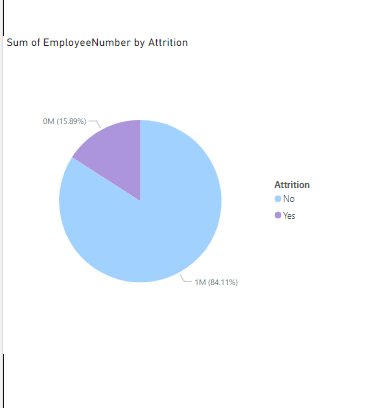 Sum of EmployeeNumber by Attrition
0M (15.89%)
Attrition
No
Yes
1M (84.11%)